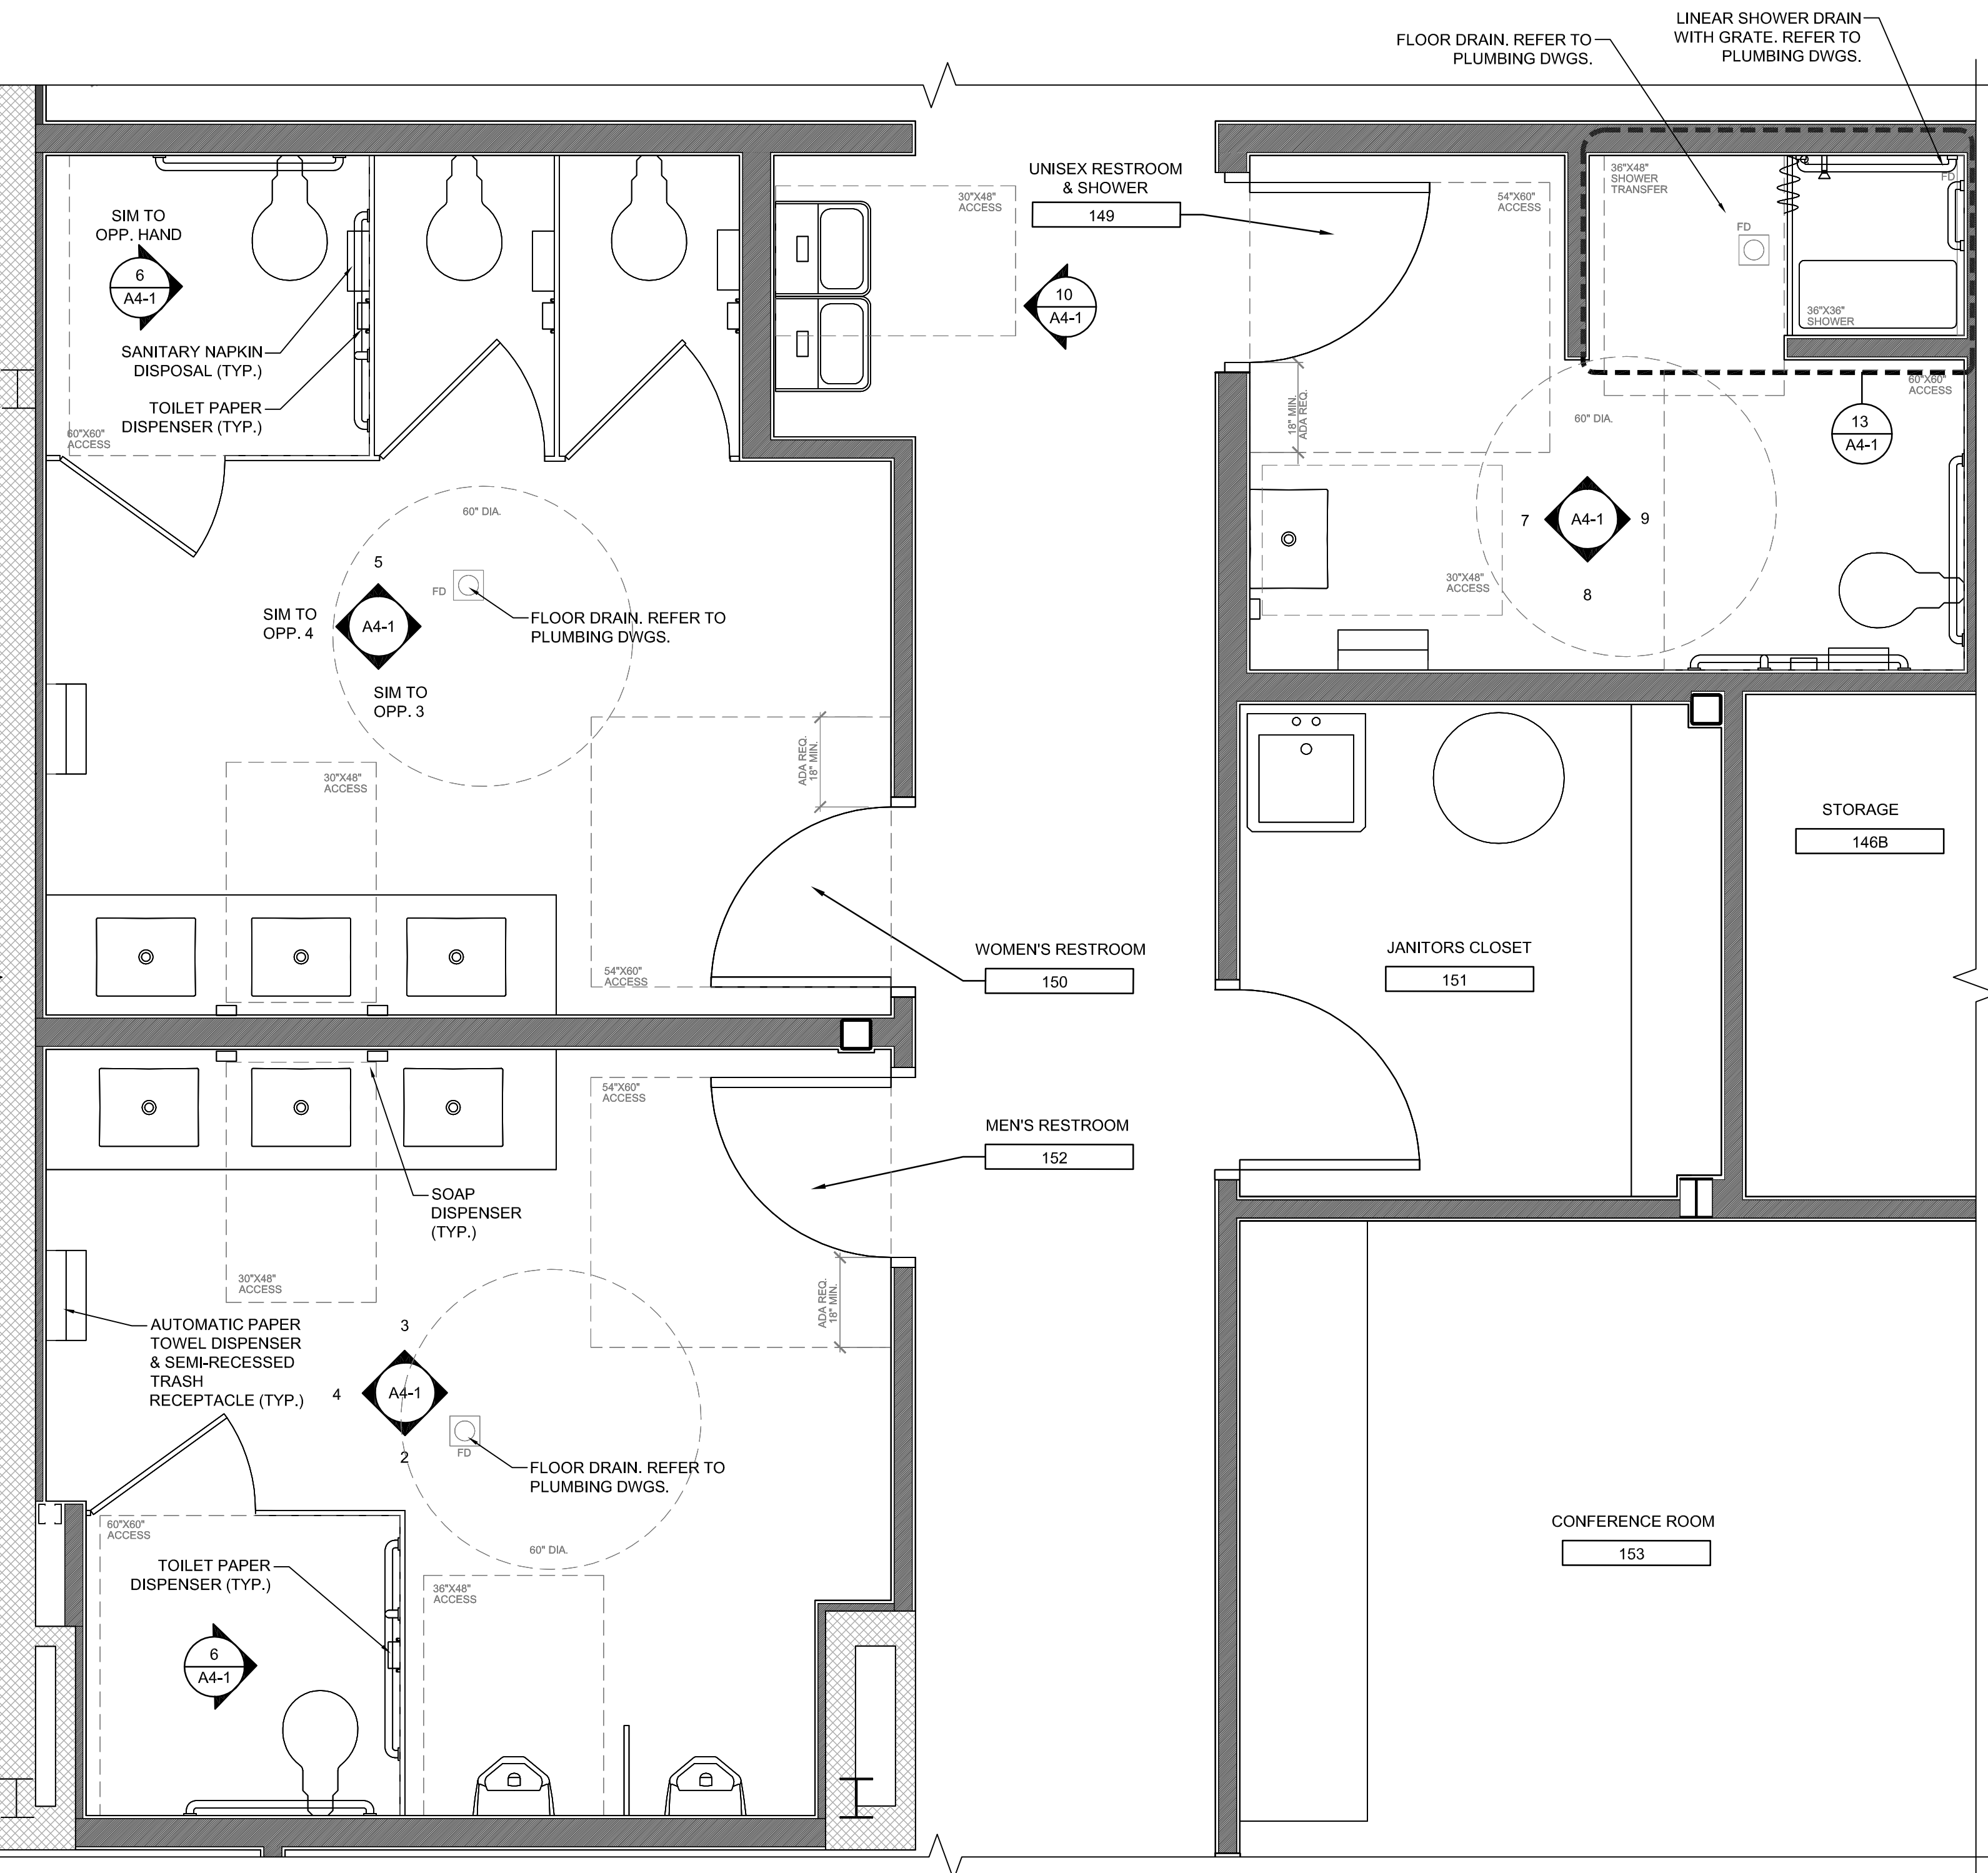 LINEAR SHOWER DRAIN
WITH GRATE. REFER TO
PLUMBING DWGS.
FLOOR DRAIN. REFER TO
PLUMBING DWGS.
UNISEX RESTROOM
& SHOWER
149
30"X48"
ACCESS
54"X60"
ACCESS
36"X48"
SHOWER
TRANSFER
FD
FD
36"X36"
SHOWER
10
A4-1
SIM TO
OPP. HAND
6
A4-1
SANITARY NAPKIN
DISPOSAL (TYP.)
TOILET PAPER
DISPENSER (TYP.)
60"X60"
ACCESS
18" MIN.
ADA REQ.
60" DIA.
60"X60"
ACCESS
13
A4-1
7
A4-1
9
8
30"X48"
ACCESS
60" DIA.
5
FD
SIM TO
OPP. 4
A4-1
FLOOR DRAIN. REFER TO
PLUMBING DWGS.
SIM TO
OPP. 3
ADA REQ.
18" MIN.
30"X48"
ACCESS
54"X60"
ACCESS
WOMEN'S RESTROOM
150
JANITORS CLOSET
151
STORAGE
146B
54"X60"
ACCESS
MEN'S RESTROOM
152
SOAP
DISPENSER
(TYP.)
30"X48"
ACCESS
ADA REQ.
18" MIN.
AUTOMATIC PAPER
TOWEL DISPENSER
& SEMI-RECESSED
TRASH
RECEPTACLE (TYP.)
3
4
A4-1
2
FD
FLOOR DRAIN. REFER TO
PLUMBING DWGS.
60" DIA.
60"X60"
ACCESS
TOILET PAPER
DISPENSER (TYP.)
36"X48"
ACCESS
6
A4-1
CONFERENCE ROOM
153